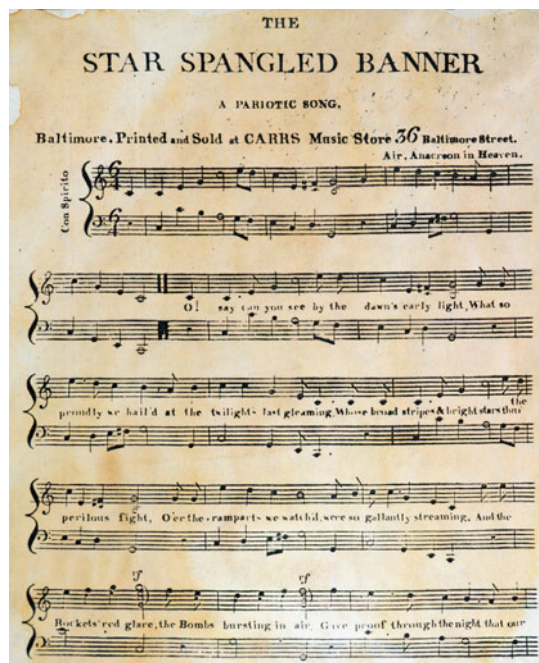 THE
STAR SPANGLED BANNER
A PARIOTIC SONG.
Baltimore. Printed and Sold at CARRS Music Store 36 Baltimore Street.
Air. Anacreon in Heaven.
Con Spirito
6 4
6 4
O! say can you see by the dawn's early light, What so
proudly we hail'd at the twilight's last gleaming, Whose broad stripes & bright stars thro' the
perilous fight, O'er the ramparts we watch'd, were so gallantly streaming. And the
Rockets' red glare, the Bombs bursting in air, Gave proof through the night that our